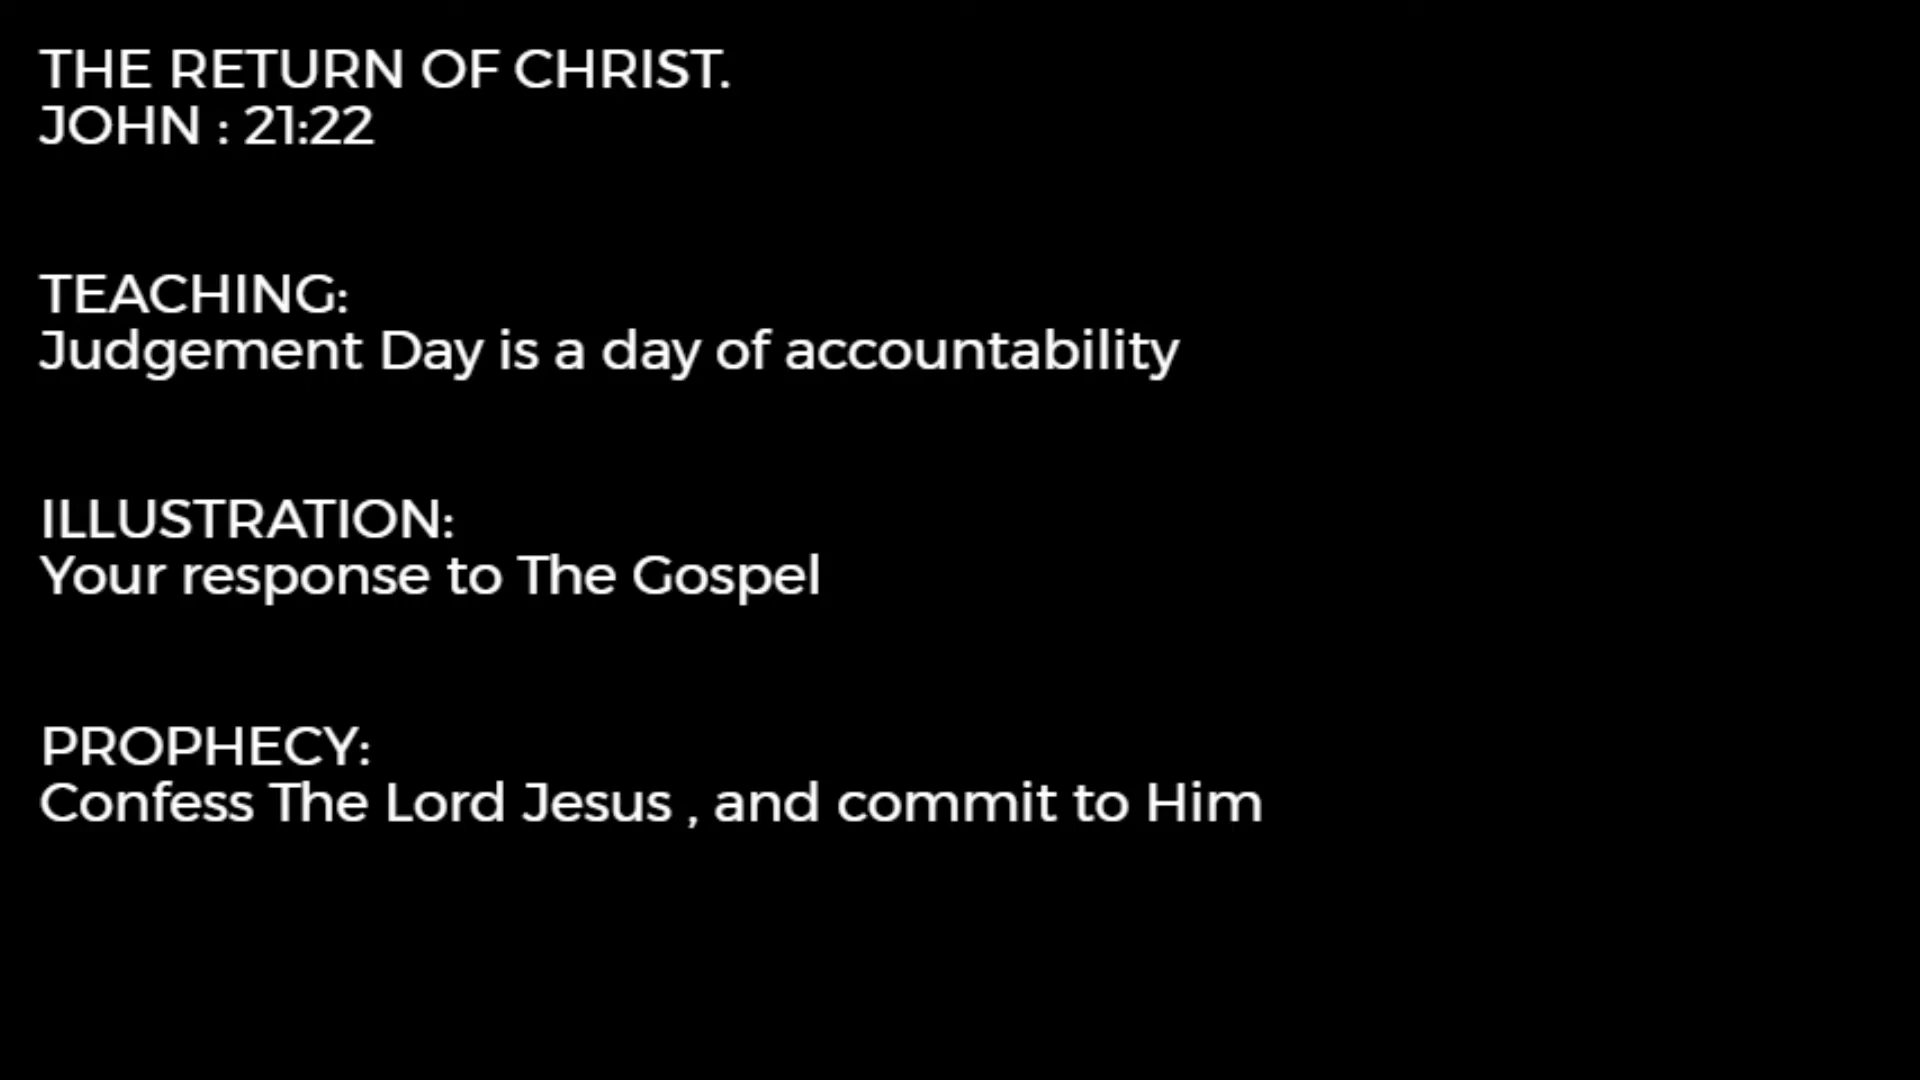 THE RETURN OF CHRIST.
JOHN : 21:22
TEACHING:
Judgement Day is a day of accountability
ILLUSTRATION:
Your response to The Gospel
PROPHECY:
Confess The Lord Jesus , and commit to Him